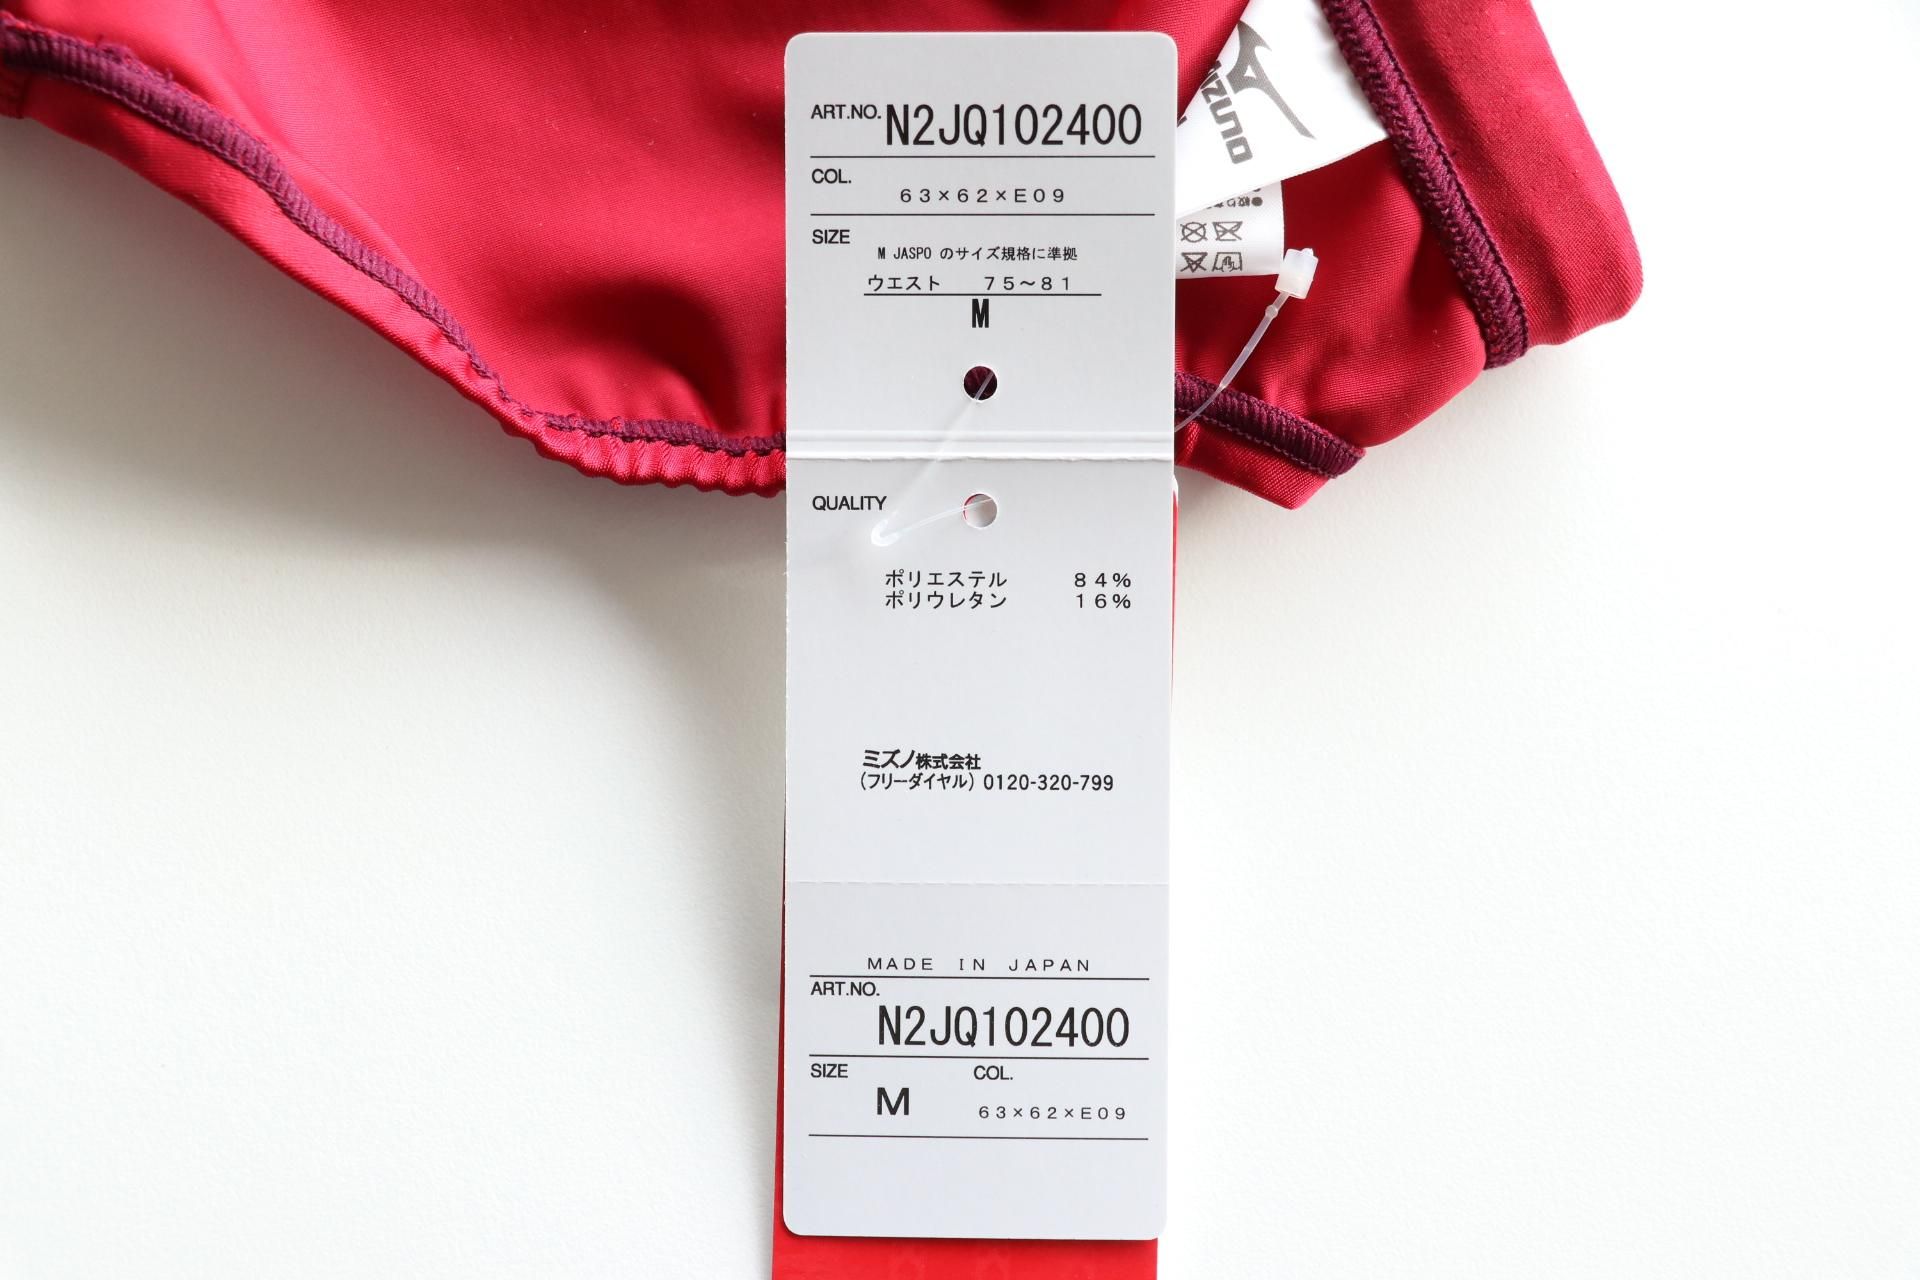 ART.NO. N2JQ102400
COL.
63×62×E09
SIZE
M JASPO のサイズ規格に準拠
ウエスト 75〜81
M
QUALITY
ポリエステル 84%
ポリウレタン 16%
ミズノ株式会社
(フリーダイヤル) 0120-320-799
MADE IN JAPAN
ART.NO.
N2JQ102400
SIZE COL.
M 63×62×E09
MIZUNO